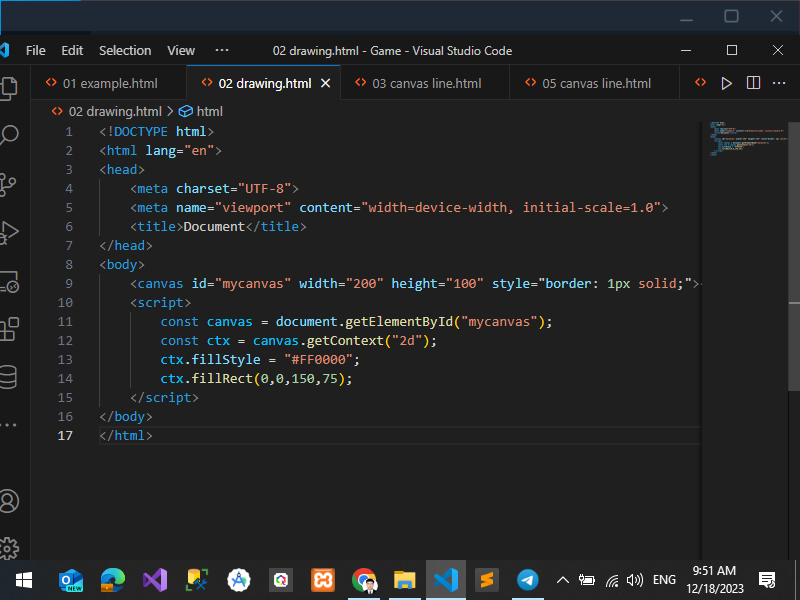 File Edit Selection View ··· 02 drawing.html - Game - Visual Studio Code
01 example.html 02 drawing.html 03 canvas line.html 05 canvas line.html
02 drawing.html > html
1 <!DOCTYPE html>
2 <html lang="en">
3 <head>
4 <meta charset="UTF-8">
5 <meta name="viewport" content="width=device-width, initial-scale=1.0">
6 <title>Document</title>
7 </head>
8 <body>
9 <canvas id="mycanvas" width="200" height="100" style="border: 1px solid;">
10 <script>
11 const canvas = document.getElementById("mycanvas");
12 const ctx = canvas.getContext("2d");
13 ctx.fillStyle = "#FF0000";
14 ctx.fillRect(0,0,150,75);
15 </script>
16 </body>
17 </html>
NEW
ENG
9:51 AM
12/18/2023